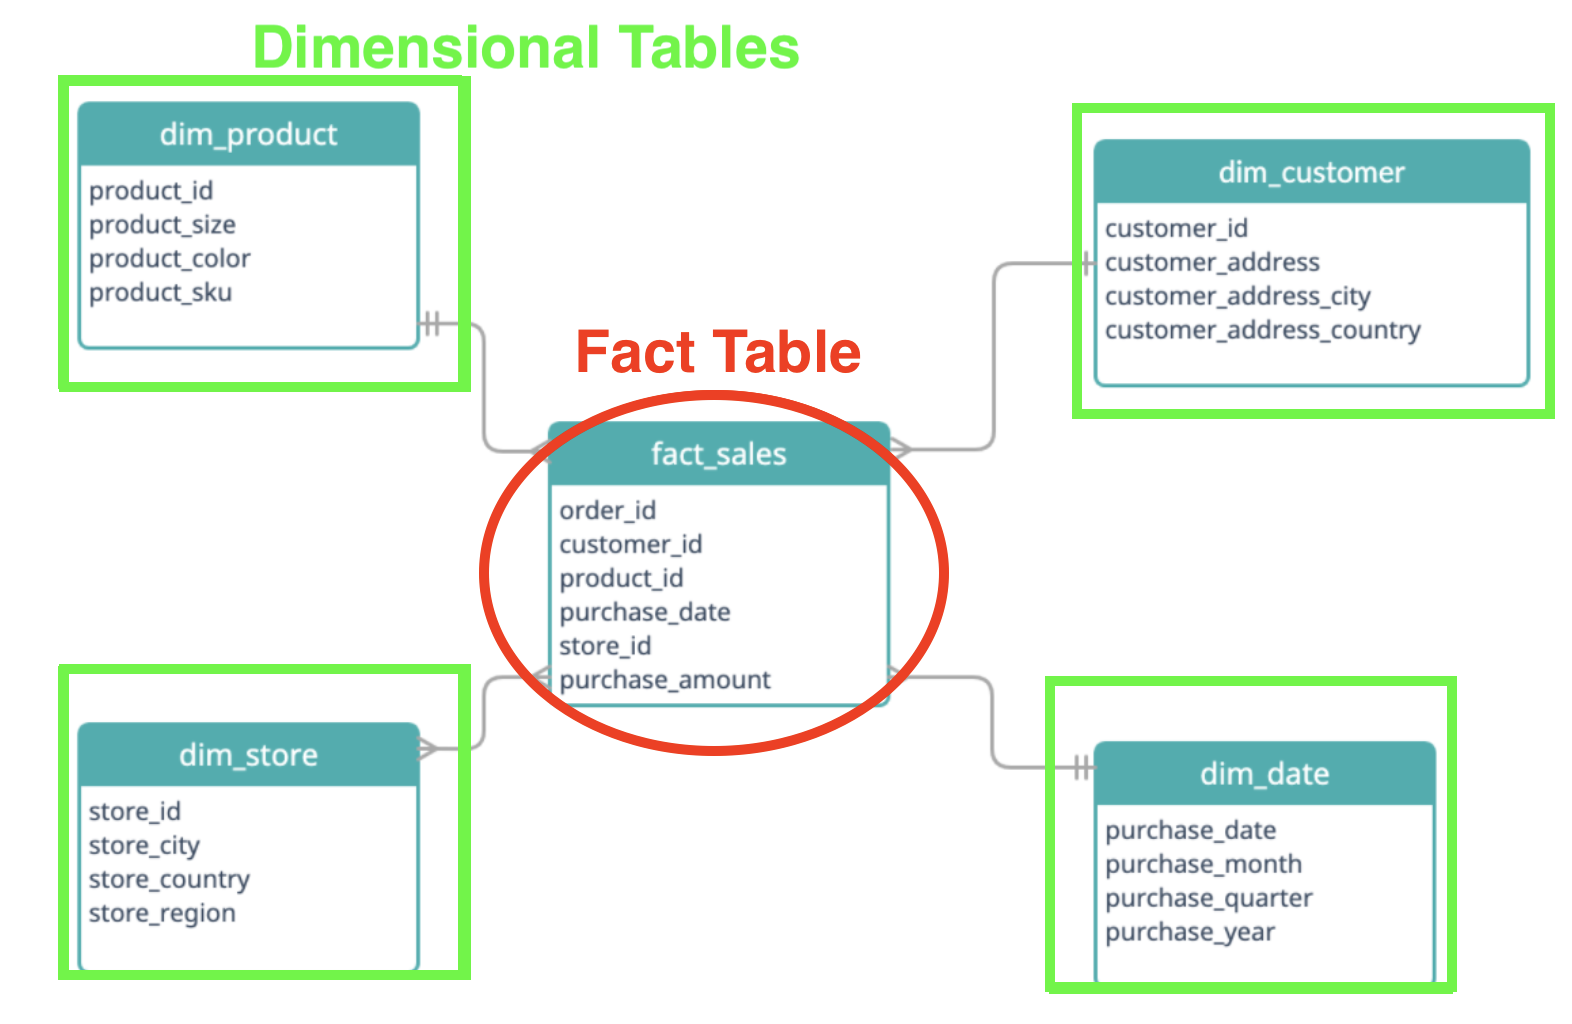 Dimensional Tables
dim_product
product_id
product_size
product_color
product_sku
dim_customer
customer_id
customer_address
customer_address_city
customer_address_country
Fact Table
fact_sales
order_id
customer_id
product_id
purchase_date
store_id
purchase_amount
dim_store
store_id
store_city
store_country
store_region
dim_date
purchase_date
purchase_month
purchase_quarter
purchase_year